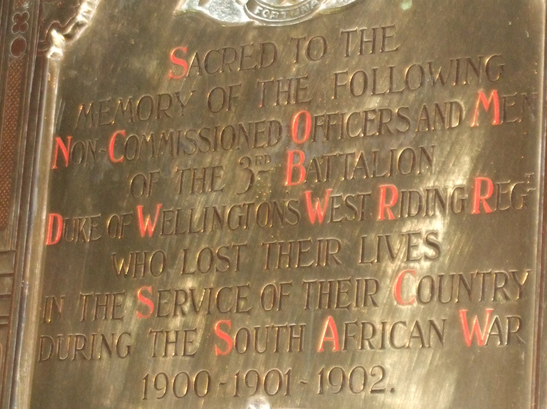 SACRED TO THE
MEMORY OF THE FOLLOWING
NON-COMMISSIONED OFFICERS AND MEN
OF THE 3RD BATTALION
DUKE OF WELLINGTONS WEST RIDING REGT
WHO LOST THEIR LIVES
IN THE SERVICE OF THEIR COUNTRY
DURING THE SOUTH AFRICAN WAR
1900-1901-1902.